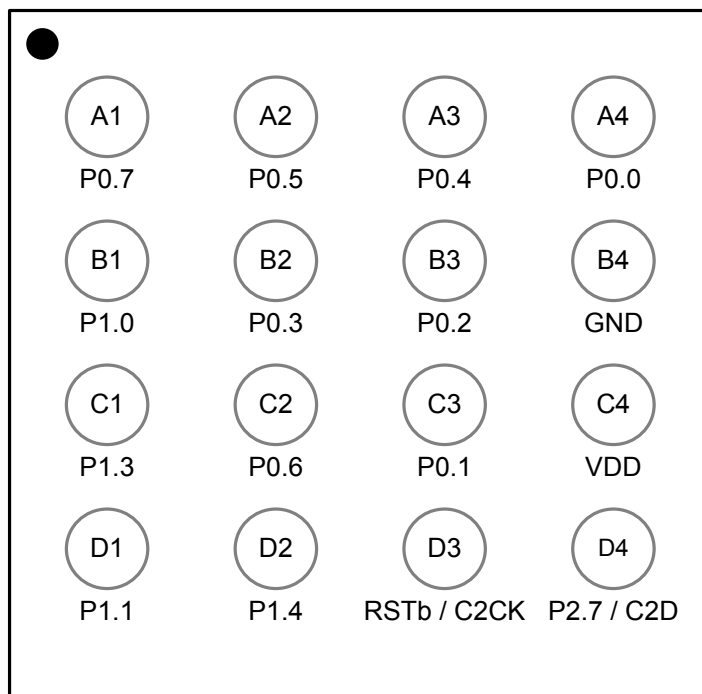 A1 A2 A3 A4
P0.7 P0.5 P0.4 P0.0
B1 B2 B3 B4
P1.0 P0.3 P0.2 GND
C1 C2 C3 C4
P1.3 P0.6 P0.1 VDD
D1 D2 D3 D4
P1.1 P1.4 RSTb / C2CK P2.7 / C2D